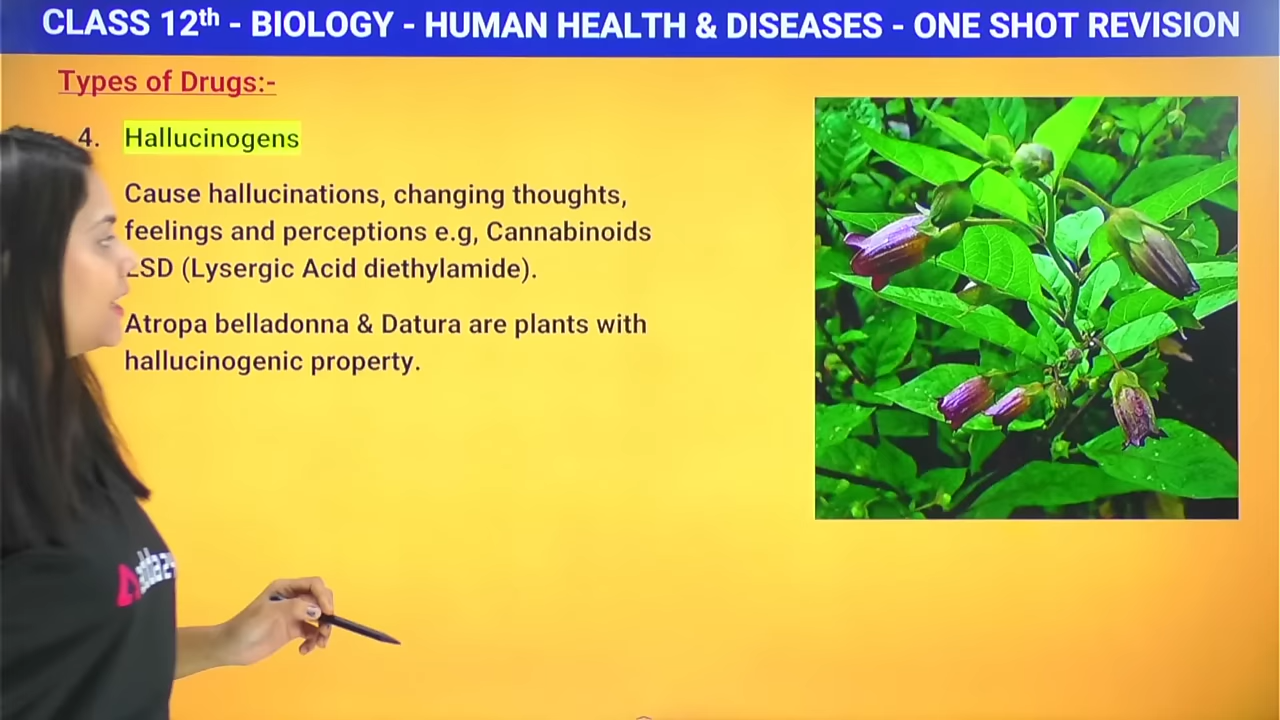 CLASS 12th - BIOLOGY - HUMAN HEALTH & DISEASES - ONE SHOT REVISION
Types of Drugs:-
4. Hallucinogens
Cause hallucinations, changing thoughts,
feelings and perceptions e.g, Cannabinoids
LSD (Lysergic Acid diethylamide).
Atropa belladonna & Datura are plants with
hallucinogenic property.